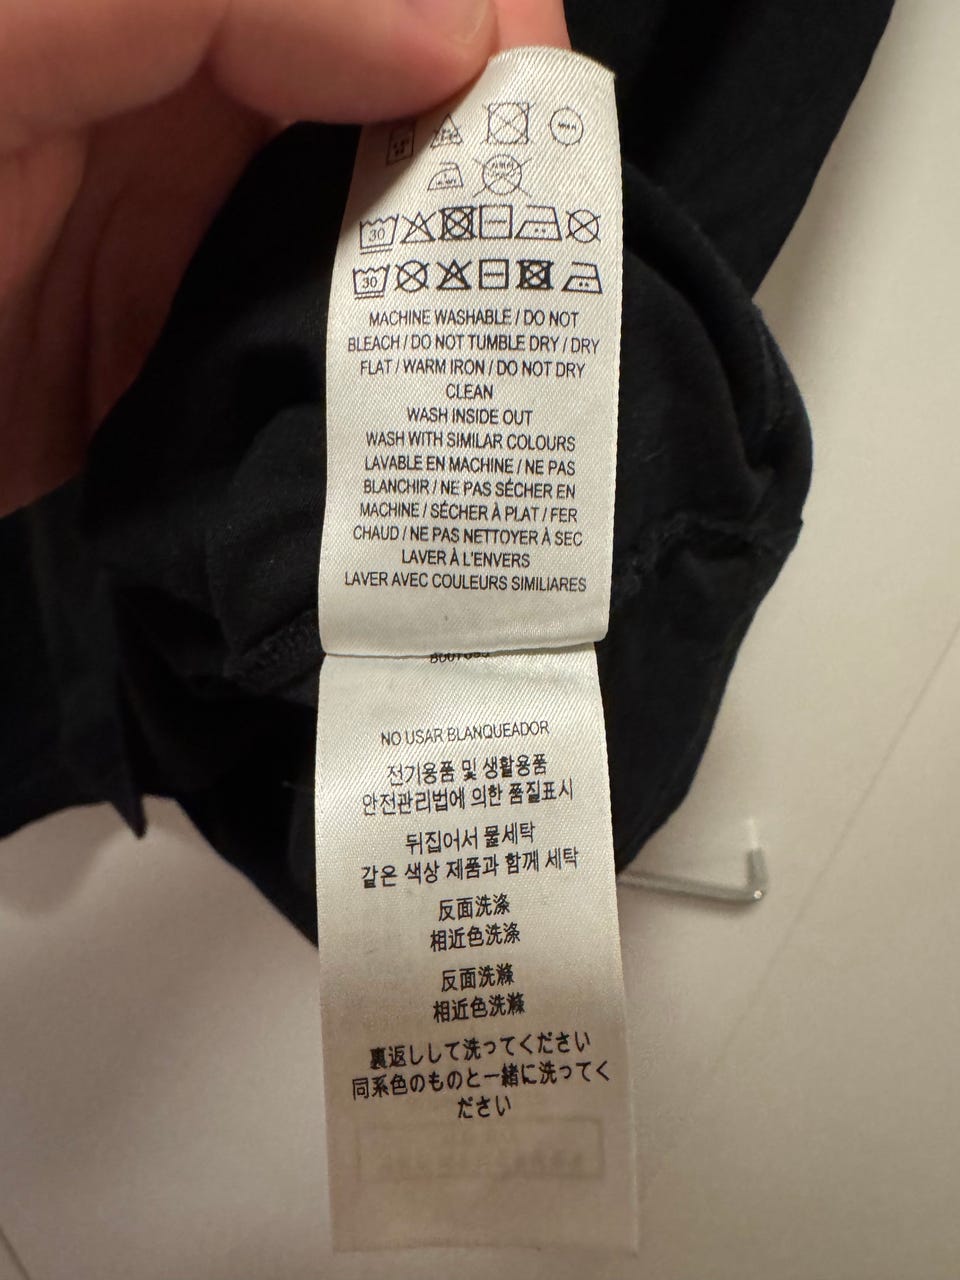 30
30
MACHINE WASHABLE / DO NOT
BLEACH / DO NOT TUMBLE DRY / DRY
FLAT / WARM IRON / DO NOT DRY
CLEAN
WASH INSIDE OUT
WASH WITH SIMILAR COLOURS
LAVABLE EN MACHINE / NE PAS
BLANCHIR / NE PAS SÉCHER EN
MACHINE / SÉCHER À PLAT / FER
CHAUD / NE PAS NETTOYER À SEC
LAVER À L'ENVERS
LAVER AVEC COULEURS SIMILIARES
NO USAR BLANQUEADOR
전기용품 및 생활용품
안전관리법에 의한 품질표시
뒤집어서 물세탁
같은 색상 제품과 함께 세탁
反面洗涤
相近色洗涤
反面洗滌
相近色洗滌
裏返しして洗ってください
同系色のものと一緒に洗ってく
ださい